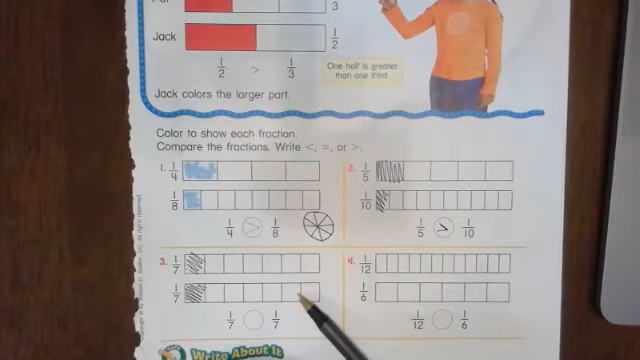 1/3
Jack 1/2
1/2 > 1/3
One half is greater
than one third.
Jack colors the larger part.
Color to show each fraction.
Compare the fractions. Write <, =, or >.
1. 1/4
1/8
1/4 > 1/8
2. 1/5
1/10
1/5 > 1/10
3. 1/7
1/7
1/7 1/7
4. 1/12
1/6
1/12 1/6
Write About It